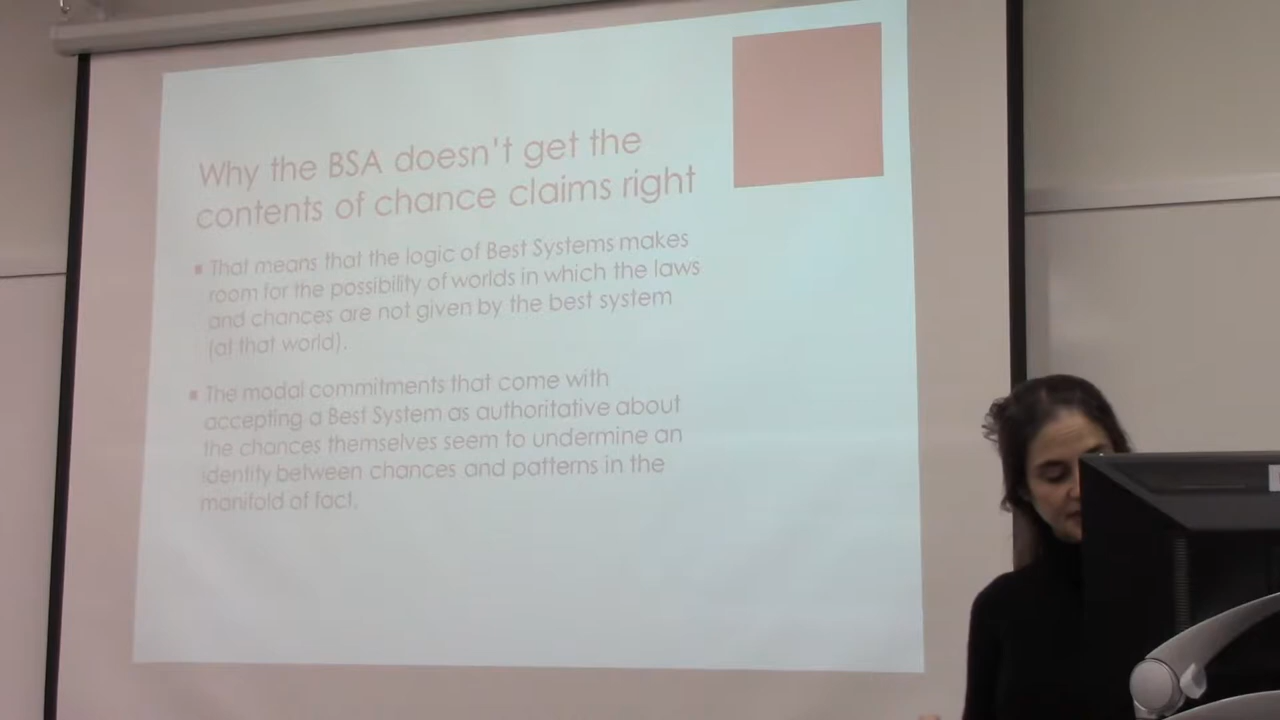 Why the BSA doesn't get the
contents of chance claims right
That means that the logic of Best Systems makes
room for the possibility of worlds in which the laws
and chances are not given by the best system
(at that world).
The modal commitments that come with
accepting a Best System as authoritative about
the chances themselves seem to undermine an
identity between chances and patterns in the
manifold of fact.